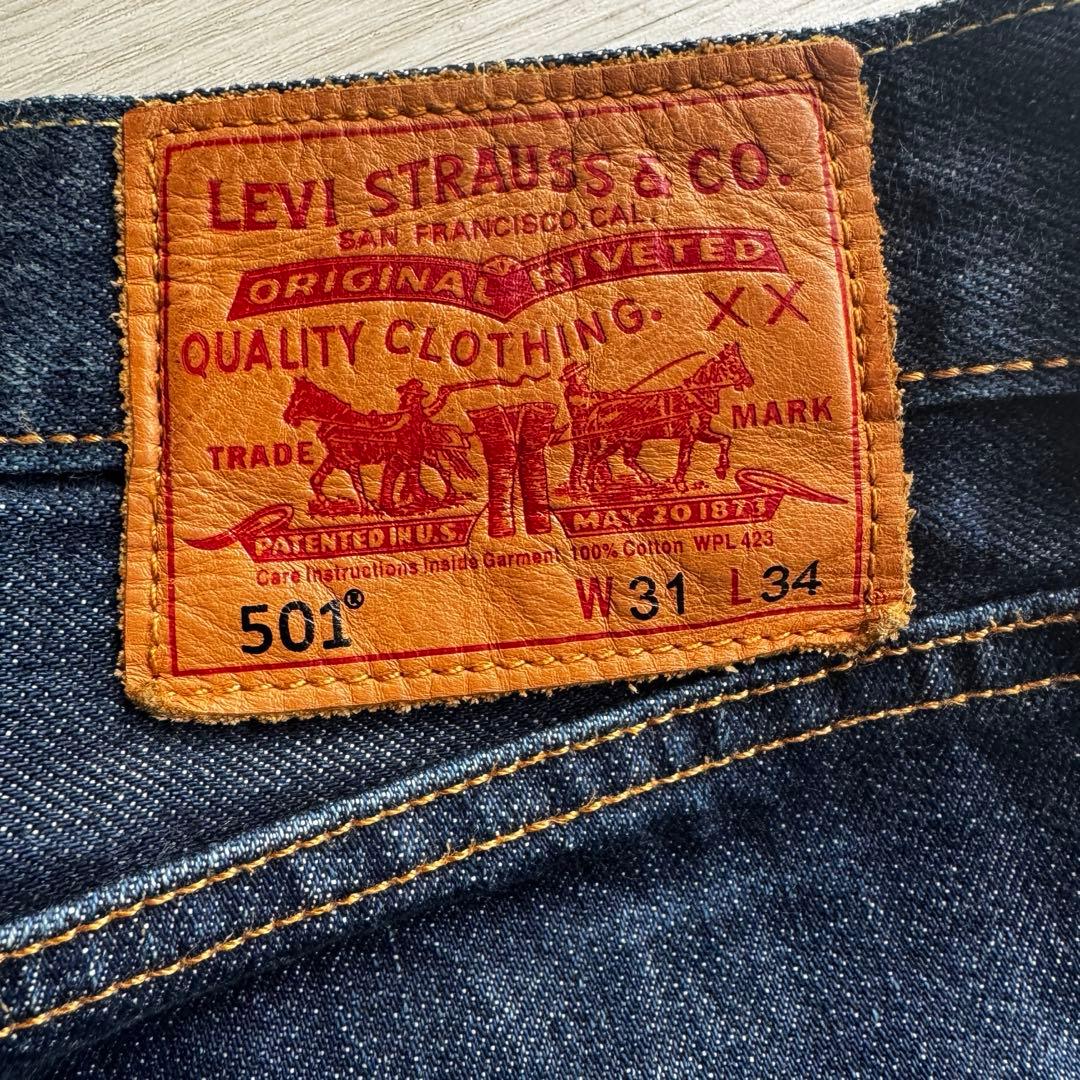 LEVI STRAUSS & CO.
SAN FRANCISCO, CAL.
ORIGINAL RIVETED
QUALITY CLOTHING. XX
TRADE MARK
PATENTED IN U.S. MAY 20 1873
Care Instructions Inside Garment 100% Cotton WPL 423
501® W 31 L 34